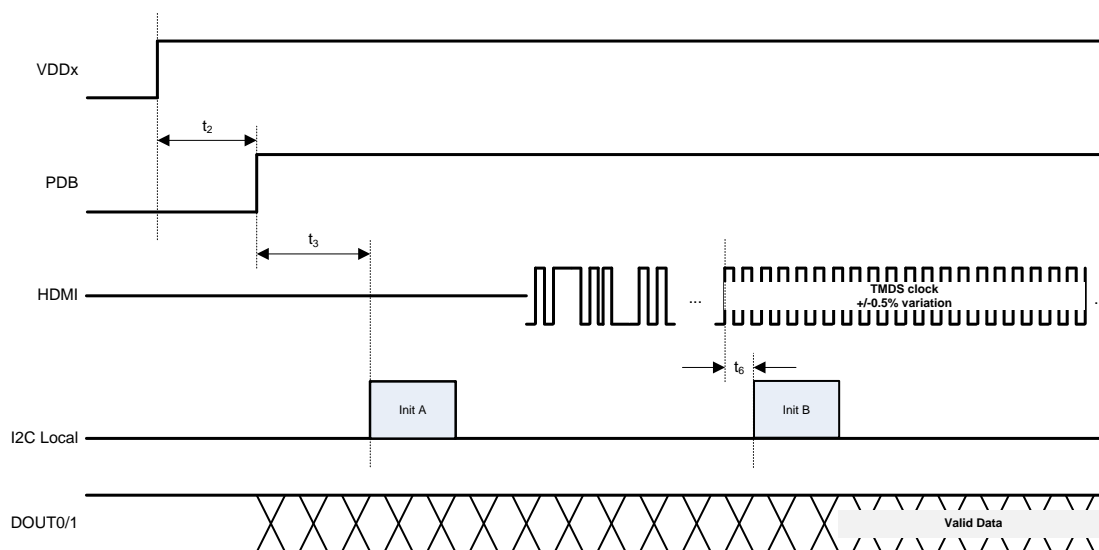 VDDx
t2
PDB
t3
HDMI
...
TMDS clock
+/-0.5% variation
t6
Init A
Init B
I2C Local
DOUT0/1
Valid Data